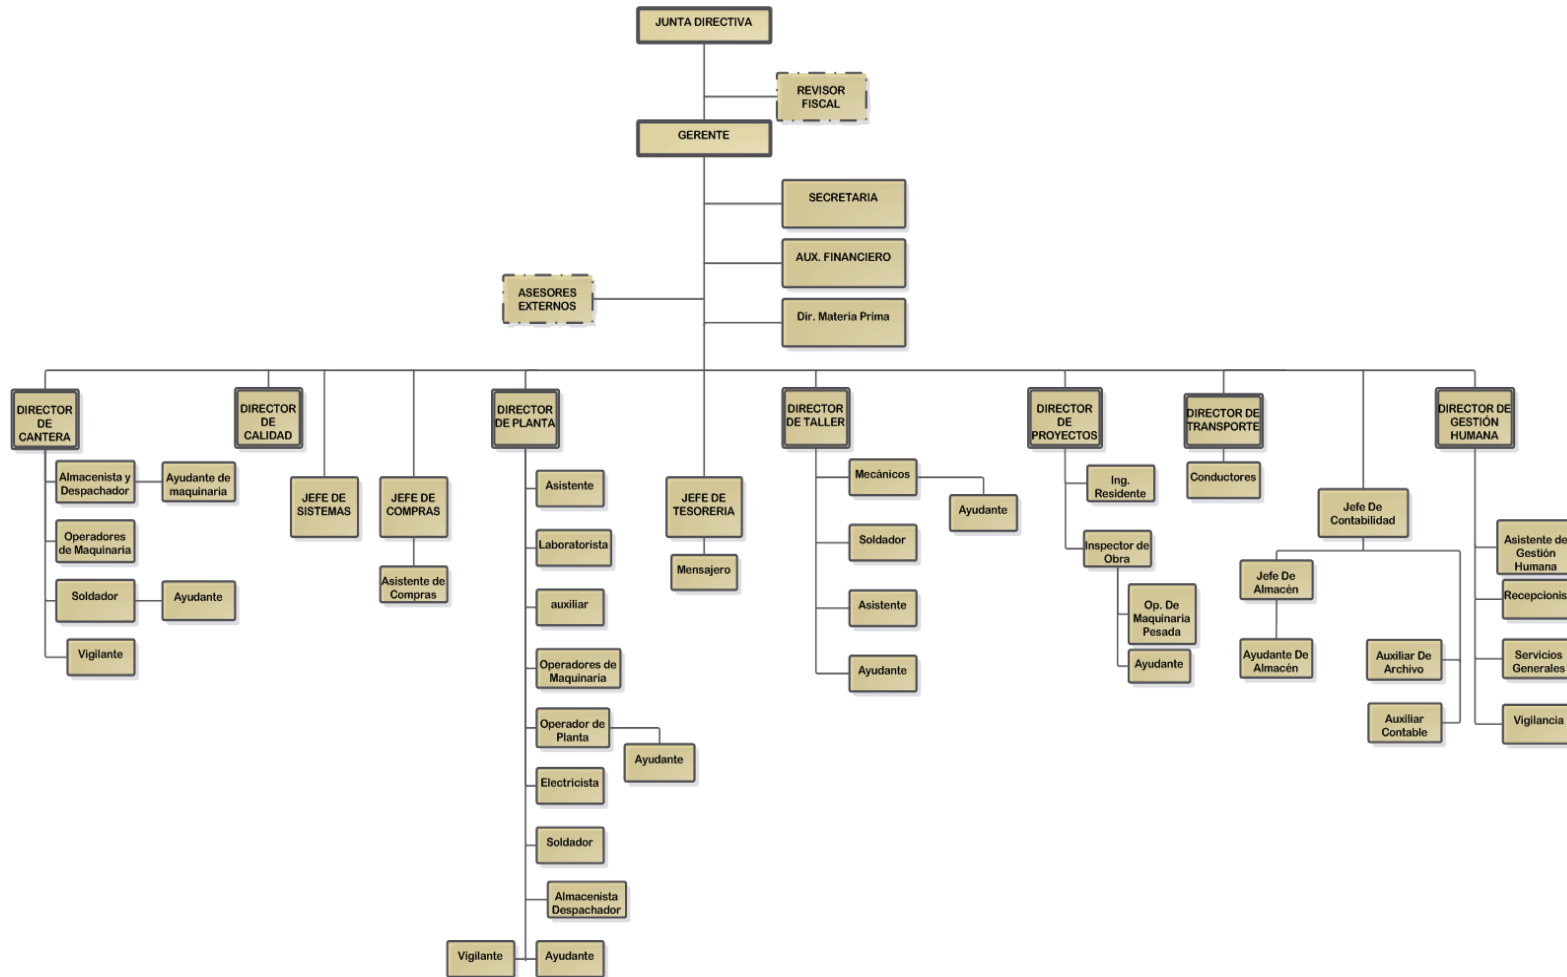 JUNTA DIRECTIVA
REVISOR
FISCAL
GERENTE
SECRETARIA
AUX. FINANCIERO
ASESORES
EXTERNOS
Dir. Materia Prima
DIRECTOR
DE
CANTERA
DIRECTOR
DE
CALIDAD
DIRECTOR
DE PLANTA
DIRECTOR
DE TALLER
DIRECTOR
DE
PROYECTOS
DIRECTOR DE
TRANSPORTE
DIRECTOR DE
GESTIÓN
HUMANA
Almacenista y
Despachador
Ayudante de
maquinaria
Operadores
de Maquinaria
Soldador
Ayudante
Vigilante
JEFE DE
SISTEMAS
JEFE DE
COMPRAS
Asistente de
Compras
Asistente
Laboratorista
auxiliar
Operadores de
Maquinaria
Operador de
Planta
Ayudante
Electricista
Soldador
Almacenista
Despachador
Vigilante
Ayudante
JEFE DE
TESORERIA
Mensajero
Mecánicos
Ayudante
Soldador
Asistente
Ayudante
Ing.
Residente
Inspector de
Obra
Op. De
Maquinaria
Pesada
Ayudante
Conductores
Jefe De
Contabilidad
Jefe De
Almacén
Ayudante De
Almacén
Auxiliar De
Archivo
Auxiliar
Contable
Asistente de
Gestión
Humana
Recepcionis
Servicios
Generales
Vigilancia